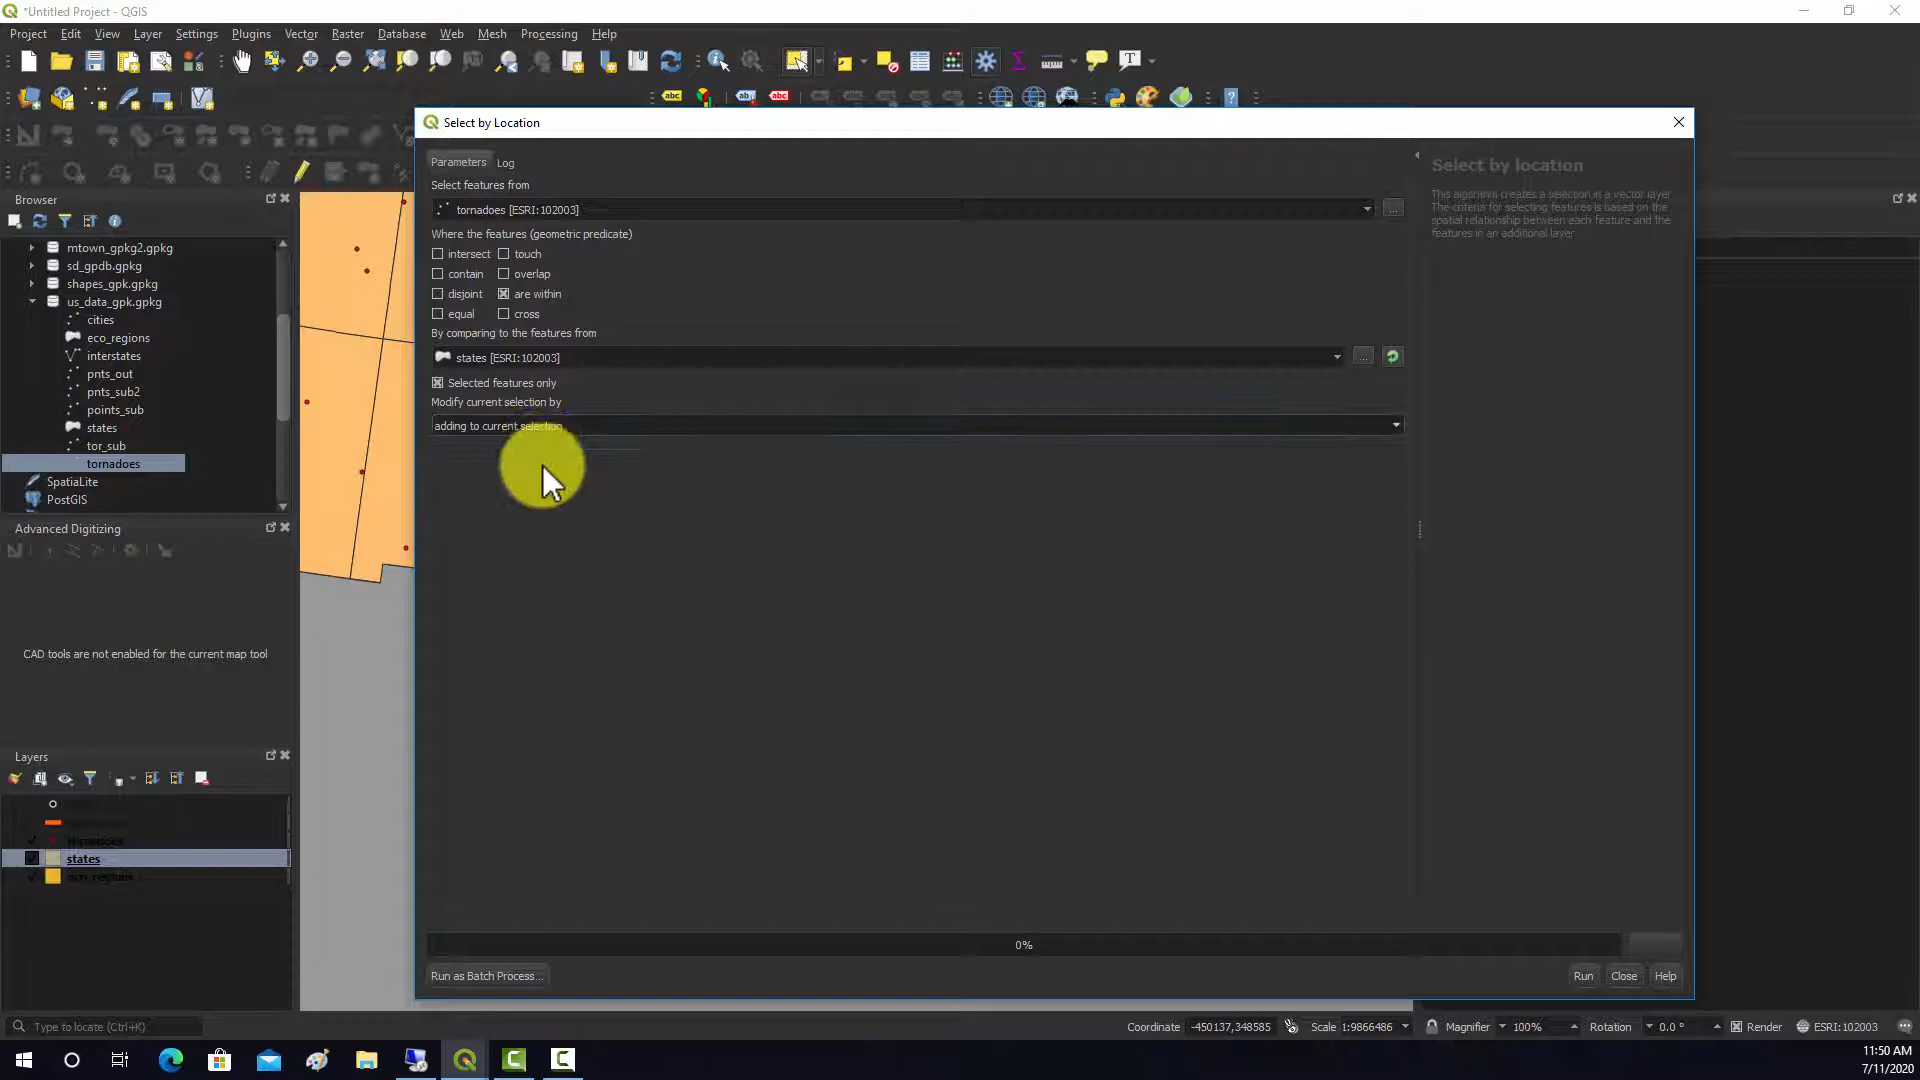 *Untitled Project - QGIS
Project Edit View Layer Settings Plugins Vector Raster Database Web Mesh Processing Help
abc abc abc
Select by Location
Parameters Log
Select features from
tornadoes [ESRI:102003]
...
Where the features (geometric predicate)
intersect touch
contain overlap
disjoint are within
equal cross
By comparing to the features from
states [ESRI:102003]
...
Selected features only
Modify current selection by
adding to current selection
0%
Run as Batch Process...
Run Close Help
Select by location
This algorithm creates a selection in a vector layer.
The criteria for selecting features is based on the
spatial relationship between each feature and the
features in an additional layer.
Browser
mtown_gpkg2.gpkg
sd_gpdb.gpkg
shapes_gpk.gpkg
us_data_gpk.gpkg
cities
eco_regions
interstates
pnts_out
pnts_sub2
points_sub
states
tor_sub
tornadoes
SpatiaLite
PostGIS
Advanced Digitizing
CAD tools are not enabled for the current map tool
Layers
tornadoes
states
eco_regions
Type to locate (Ctrl+K)
Coordinate -450137,348585 Scale 1:9866486 Magnifier 100% Rotation 0.0 ° Render ESRI:102003
11:50 AM
7/11/2020